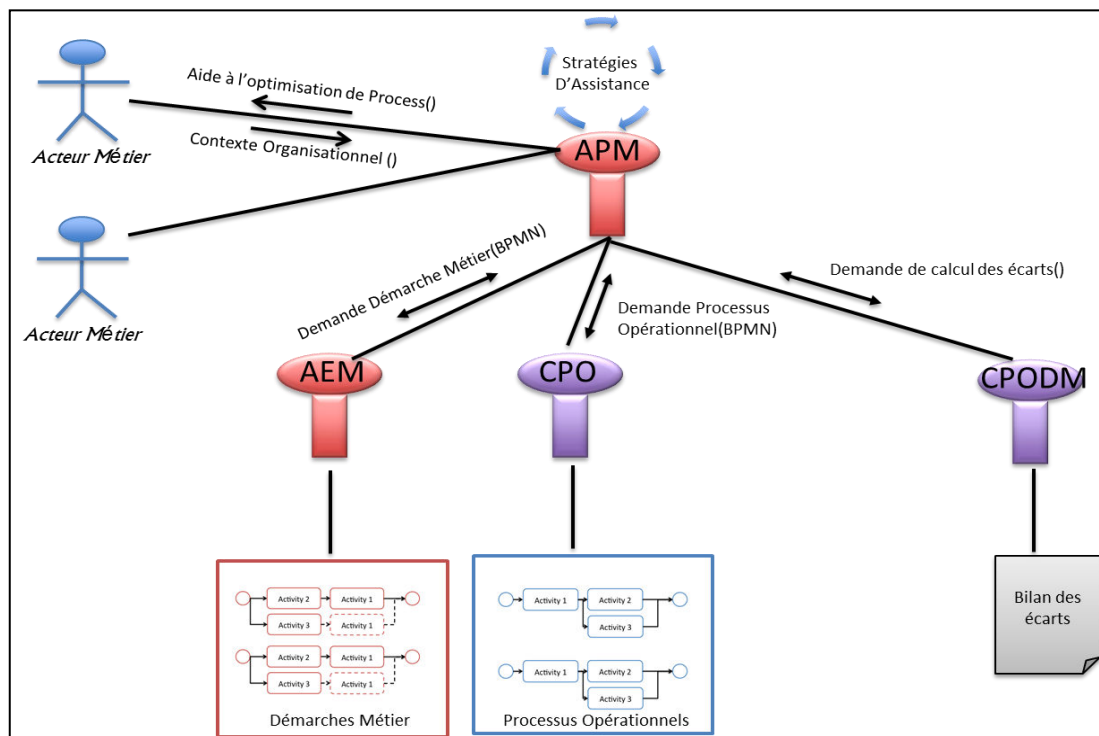 Stratégies
D'Assistance
Aide à l'optimisation de Process()
Contexte Organisationnel ()
Acteur Métier
APM
Acteur Métier
Demande Démarche Métier(BPMN)
Demande Processus
Opérationnel(BPMN)
Demande de calcul des écarts()
AEM
CPO
CPODM
Activity 2
Activity 1
Activity 3
Activity 1
Activity 2
Activity 1
Activity 3
Activity 1
Démarches Métier
Activity 1
Activity 2
Activity 3
Activity 1
Activity 2
Activity 3
Processus Opérationnels
Bilan des
écarts